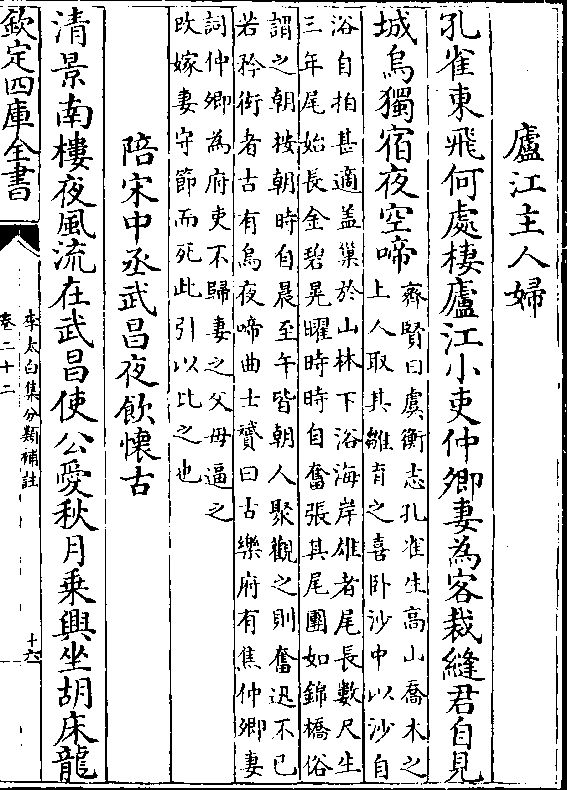 廬江主人婦
孔雀東飛何處棲廬江小吏仲卿妻為客裁縫君自見
城烏獨宿夜空啼
齊賢曰虞衡志孔雀生高山喬木之
上人取其雛育之喜卧沙中以沙自
浴自拍甚適盖巢於山林下浴海岸雄者尾長數尺生
三年尾始長金碧晃曜時時自奮張其尾團如錦橋俗
謂之朝按朝時自晨至午皆朝人聚觀之則奮迅不已
若矜衒者古有烏夜啼曲士贇曰古樂府有焦仲卿妻
詞仲卿為府吏不歸妻之父母逼之
改嫁妻守節而死此引以比之也
陪宋中丞武昌夜飲懷古
清景南樓夜風流在武昌使公愛秋月乗興坐胡床龍
欽定四庫全書
李太白集分類補註
卷二十二
十六